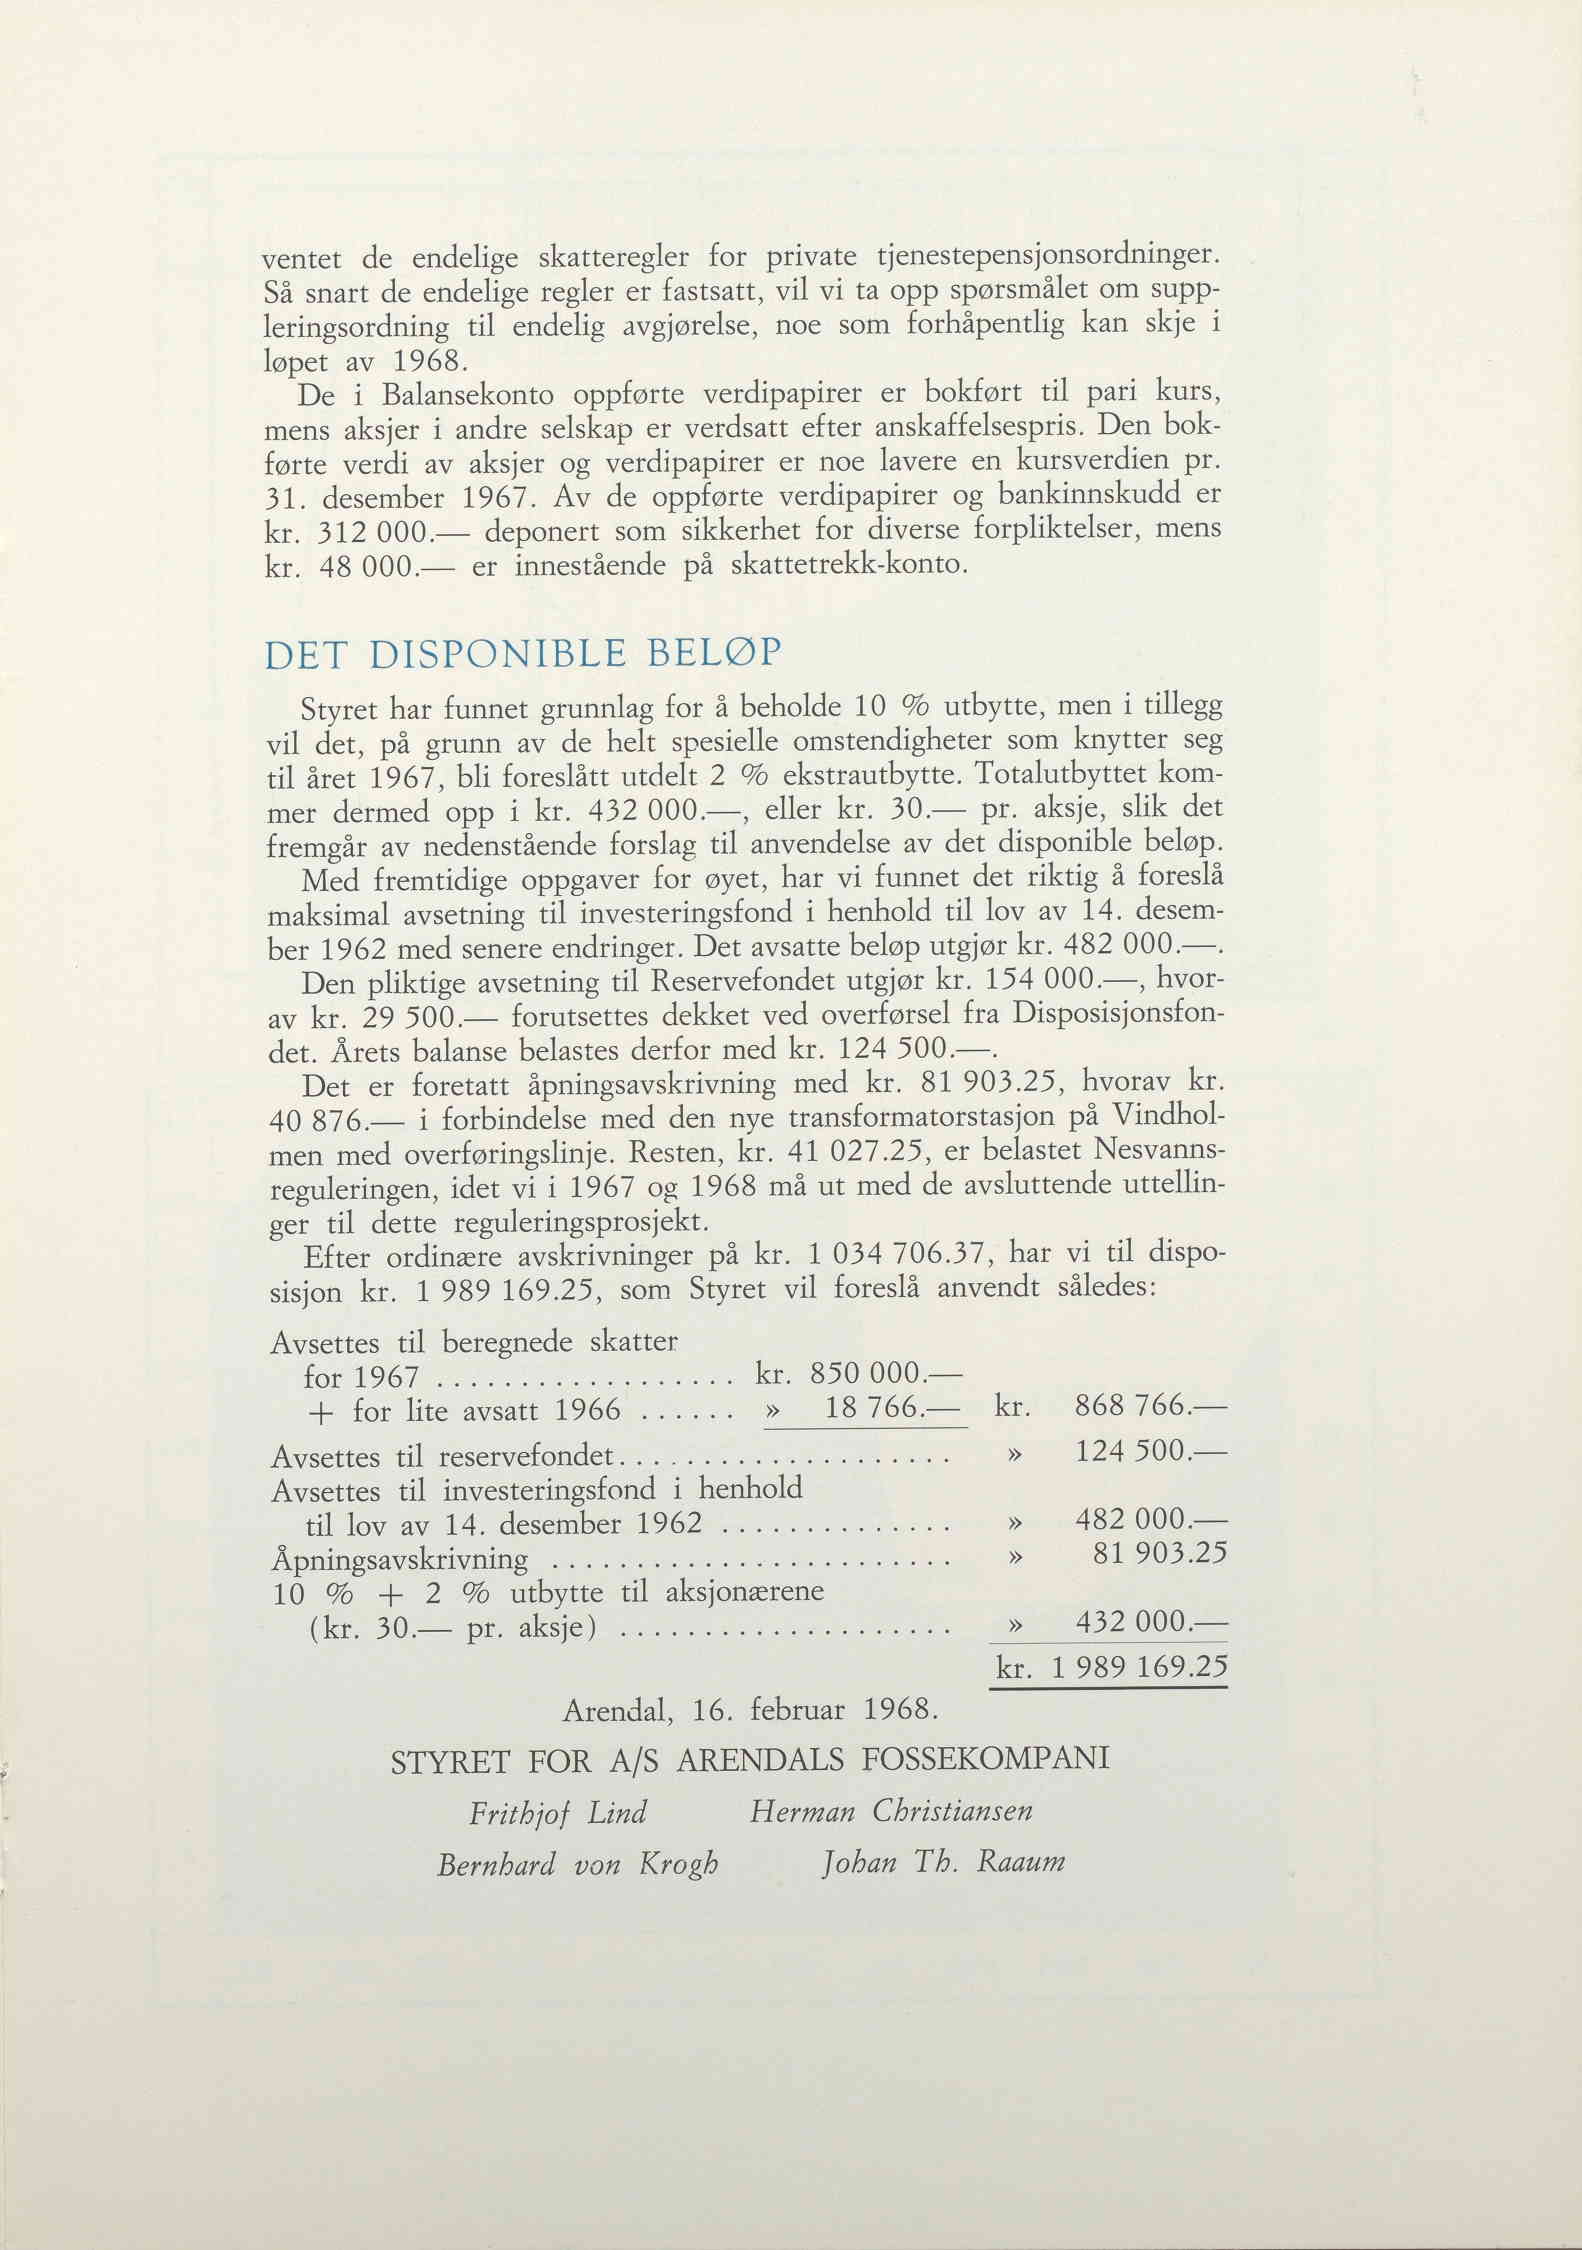 ventet de endelige skatteregler for private tjenestepensjonsordninger.
Så snart de endelige regler er fastsatt, vil vi ta opp spørsmålet om supp-
leringsordning til endelig avgjørelse, noe som forhåpentlig kan skje i
løpet av 1968.
De i Balansekonto oppførte verdipapirer er bokført til pari kurs,
mens aksjer i andre selskap er verdsatt efter anskaffelsespris. Den bok-
førte verdi av aksjer og verdipapirer er noe lavere en kursverdien pr.
31. desember 1967. Av de oppførte verdipapirer og bankinnskudd er
kr. 312 000.— deponert som sikkerhet for diverse forpliktelser, mens
kr. 48 000.— er innestående på skattetrekk-konto.
DET DISPONIBLE BELØP
Styret har funnet grunnlag for å beholde 10 % utbytte, men i tillegg
vil det, på grunn av de helt spesielle omstendigheter som knytter seg
til året 1967, bli foreslått utdelt 2 % ekstrautbytte. Totalutbyttet kom-
mer dermed opp i kr. 432 000.—, eller kr. 30.— pr. aksje, slik det
fremgår av nedenstående forslag til anvendelse av det disponible beløp.
Med fremtidige oppgaver for øyet, har vi funnet det riktig å foreslå
maksimal avsetning til investeringsfond i henhold til lov av 14. desem-
ber 1962 med senere endringer. Det avsatte beløp utgjør kr. 482 000.—.
Den pliktige avsetning til Reservefondet utgjør kr. 154 000.—, hvor-
av kr. 29 500.— forutsettes dekket ved overførsel fra Disposisjonsfon-
det. Årets balanse belastes derfor med kr. 124 500.—.
Det er foretatt åpningsavskrivning med kr. 81 903.25, hvorav kr.
40 876.— i forbindelse med den nye transformatorstasjon på Vindhol-
men med overføringslinje. Resten, kr. 41 027.25, er belastet Nesvanns-
reguleringen, idet vi i 1967 og 1968 må ut med de avsluttende uttellin-
ger til dette reguleringsprosjekt.
Efter ordinære avskrivninger på kr. 1 034 706.37, har vi til dispo-
sisjon kr. 1 989 169.25, som Styret vil foreslå anvendt således:
Avsettes til beregnede skatter
for 1967 .................. kr. 850 000.—
+ for lite avsatt 1966 ...... » 18 766.— kr. 868 766.—
Avsettes til reservefondet.................... » 124 500.—
Avsettes til investeringsfond i henhold
til lov av 14. desember 1962 .............. » 482 000.—
Åpningsavskrivning ........................ » 81 903.25
10 % + 2 % utbytte til aksjonærene
(kr. 30.— pr. aksje) .................... » 432 000.—
kr. 1 989 169.25
Arendal, 16. februar 1968.
STYRET FOR A/S ARENDALS FOSSEKOMPANI
Frithjof Lind Herman Christiansen
Bernhard von Krogh Johan Th. Raaum